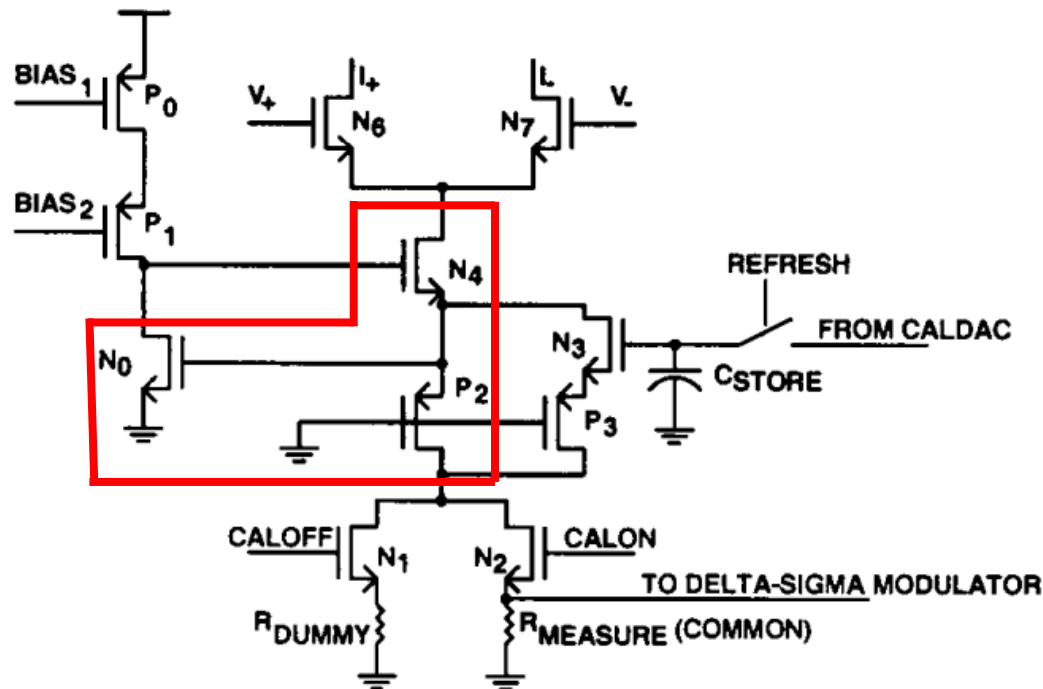 BIAS1
P0
I+
I-
V+
V-
N6
N7
BIAS2
P1
N4
REFRESH
N0
N3
FROM CALDAC
P2
CSTORE
P3
CALOFF
CALON
N1
N2
TO DELTA-SIGMA MODULATOR
RDUMMY
RMEASURE (COMMON)